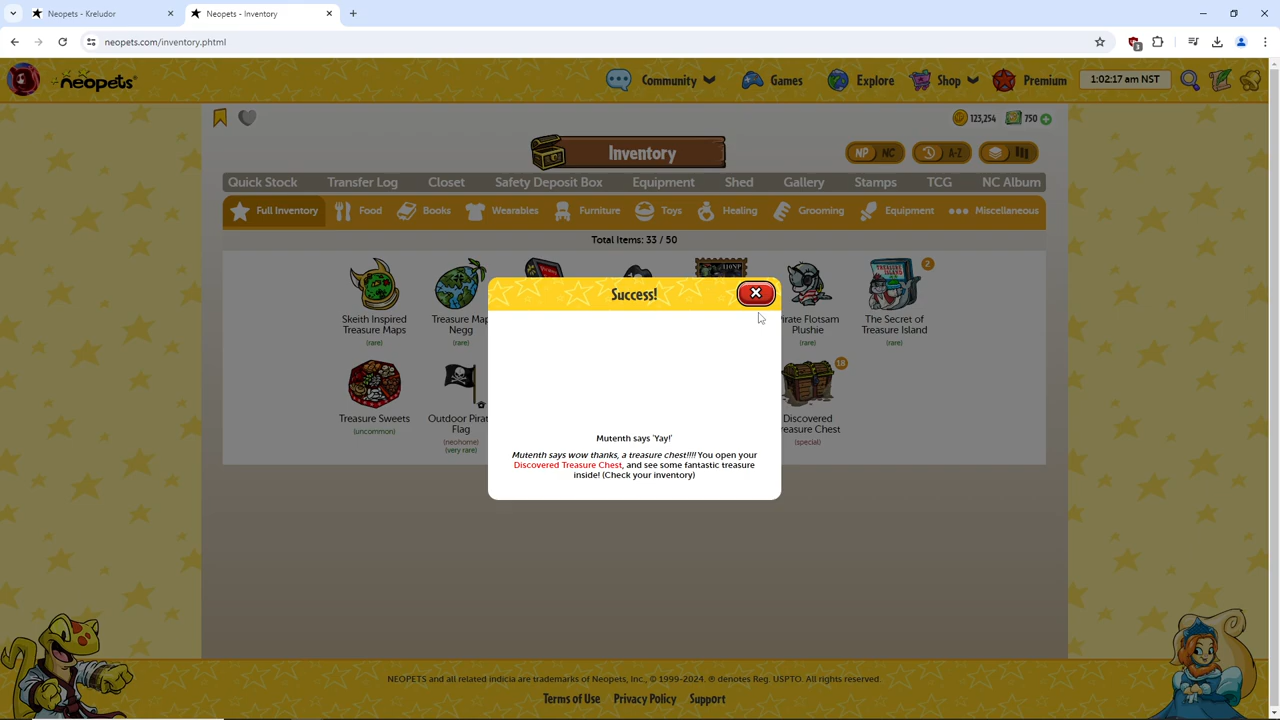 Neopets - Kreludor
Neopets - Inventory
neopets.com/inventory.phtml
3
neopets
Community
Games
Explore
Shop
Premium
1:02:17 am NST
123,254
750
Inventory
NP NC
A-Z
Quick Stock
Transfer Log
Closet
Safety Deposit Box
Equipment
Shed
Gallery
Stamps
TCG
NC Album
Full Inventory
Food
Books
Wearables
Furniture
Toys
Healing
Grooming
Equipment
Miscellaneous
Total Items: 33 / 50
110NP
TREASURE
ISLAND
2
Success!
Skeith Inspired
Treasure Maps
(rare)
Treasure Map
Negg
(rare)
Pirate Flotsam
Plushie
(rare)
The Secret of
Treasure Island
(rare)
18
Treasure Sweets
(uncommon)
Outdoor Pirat
Flag
(neohome)
(very rare)
Discovered
Treasure Chest
(special)
Mutenth says 'Yay!'
Mutenth says wow thanks, a treasure chest!!!! You open your
Discovered Treasure Chest, and see some fantastic treasure
inside! (Check your inventory)
NEOPETS and all related indicia are trademarks of Neopets, Inc., © 1999-2024. ® denotes Reg. USPTO. All rights reserved.
Terms of Use
Privacy Policy
Support